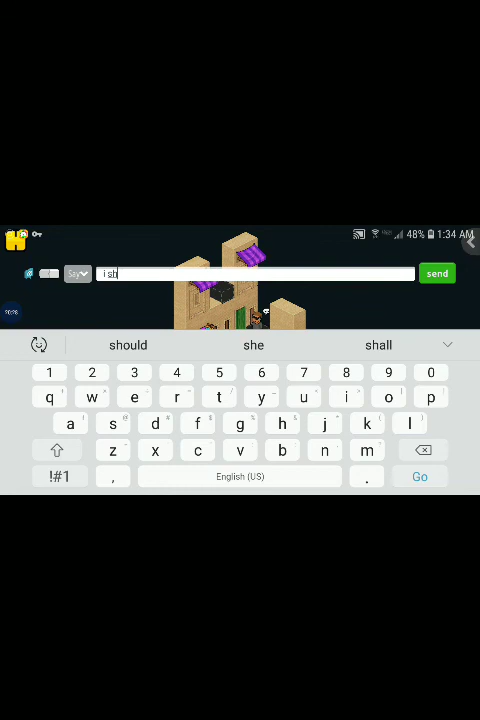 48% 1:34 AM
Say i sh send
should she shall
1 2 3 4 5 6 7 8 9 0
q w e r t y u i o p
a s d f g h j k l
z x c v b n m
!#1 , English (US) . Go